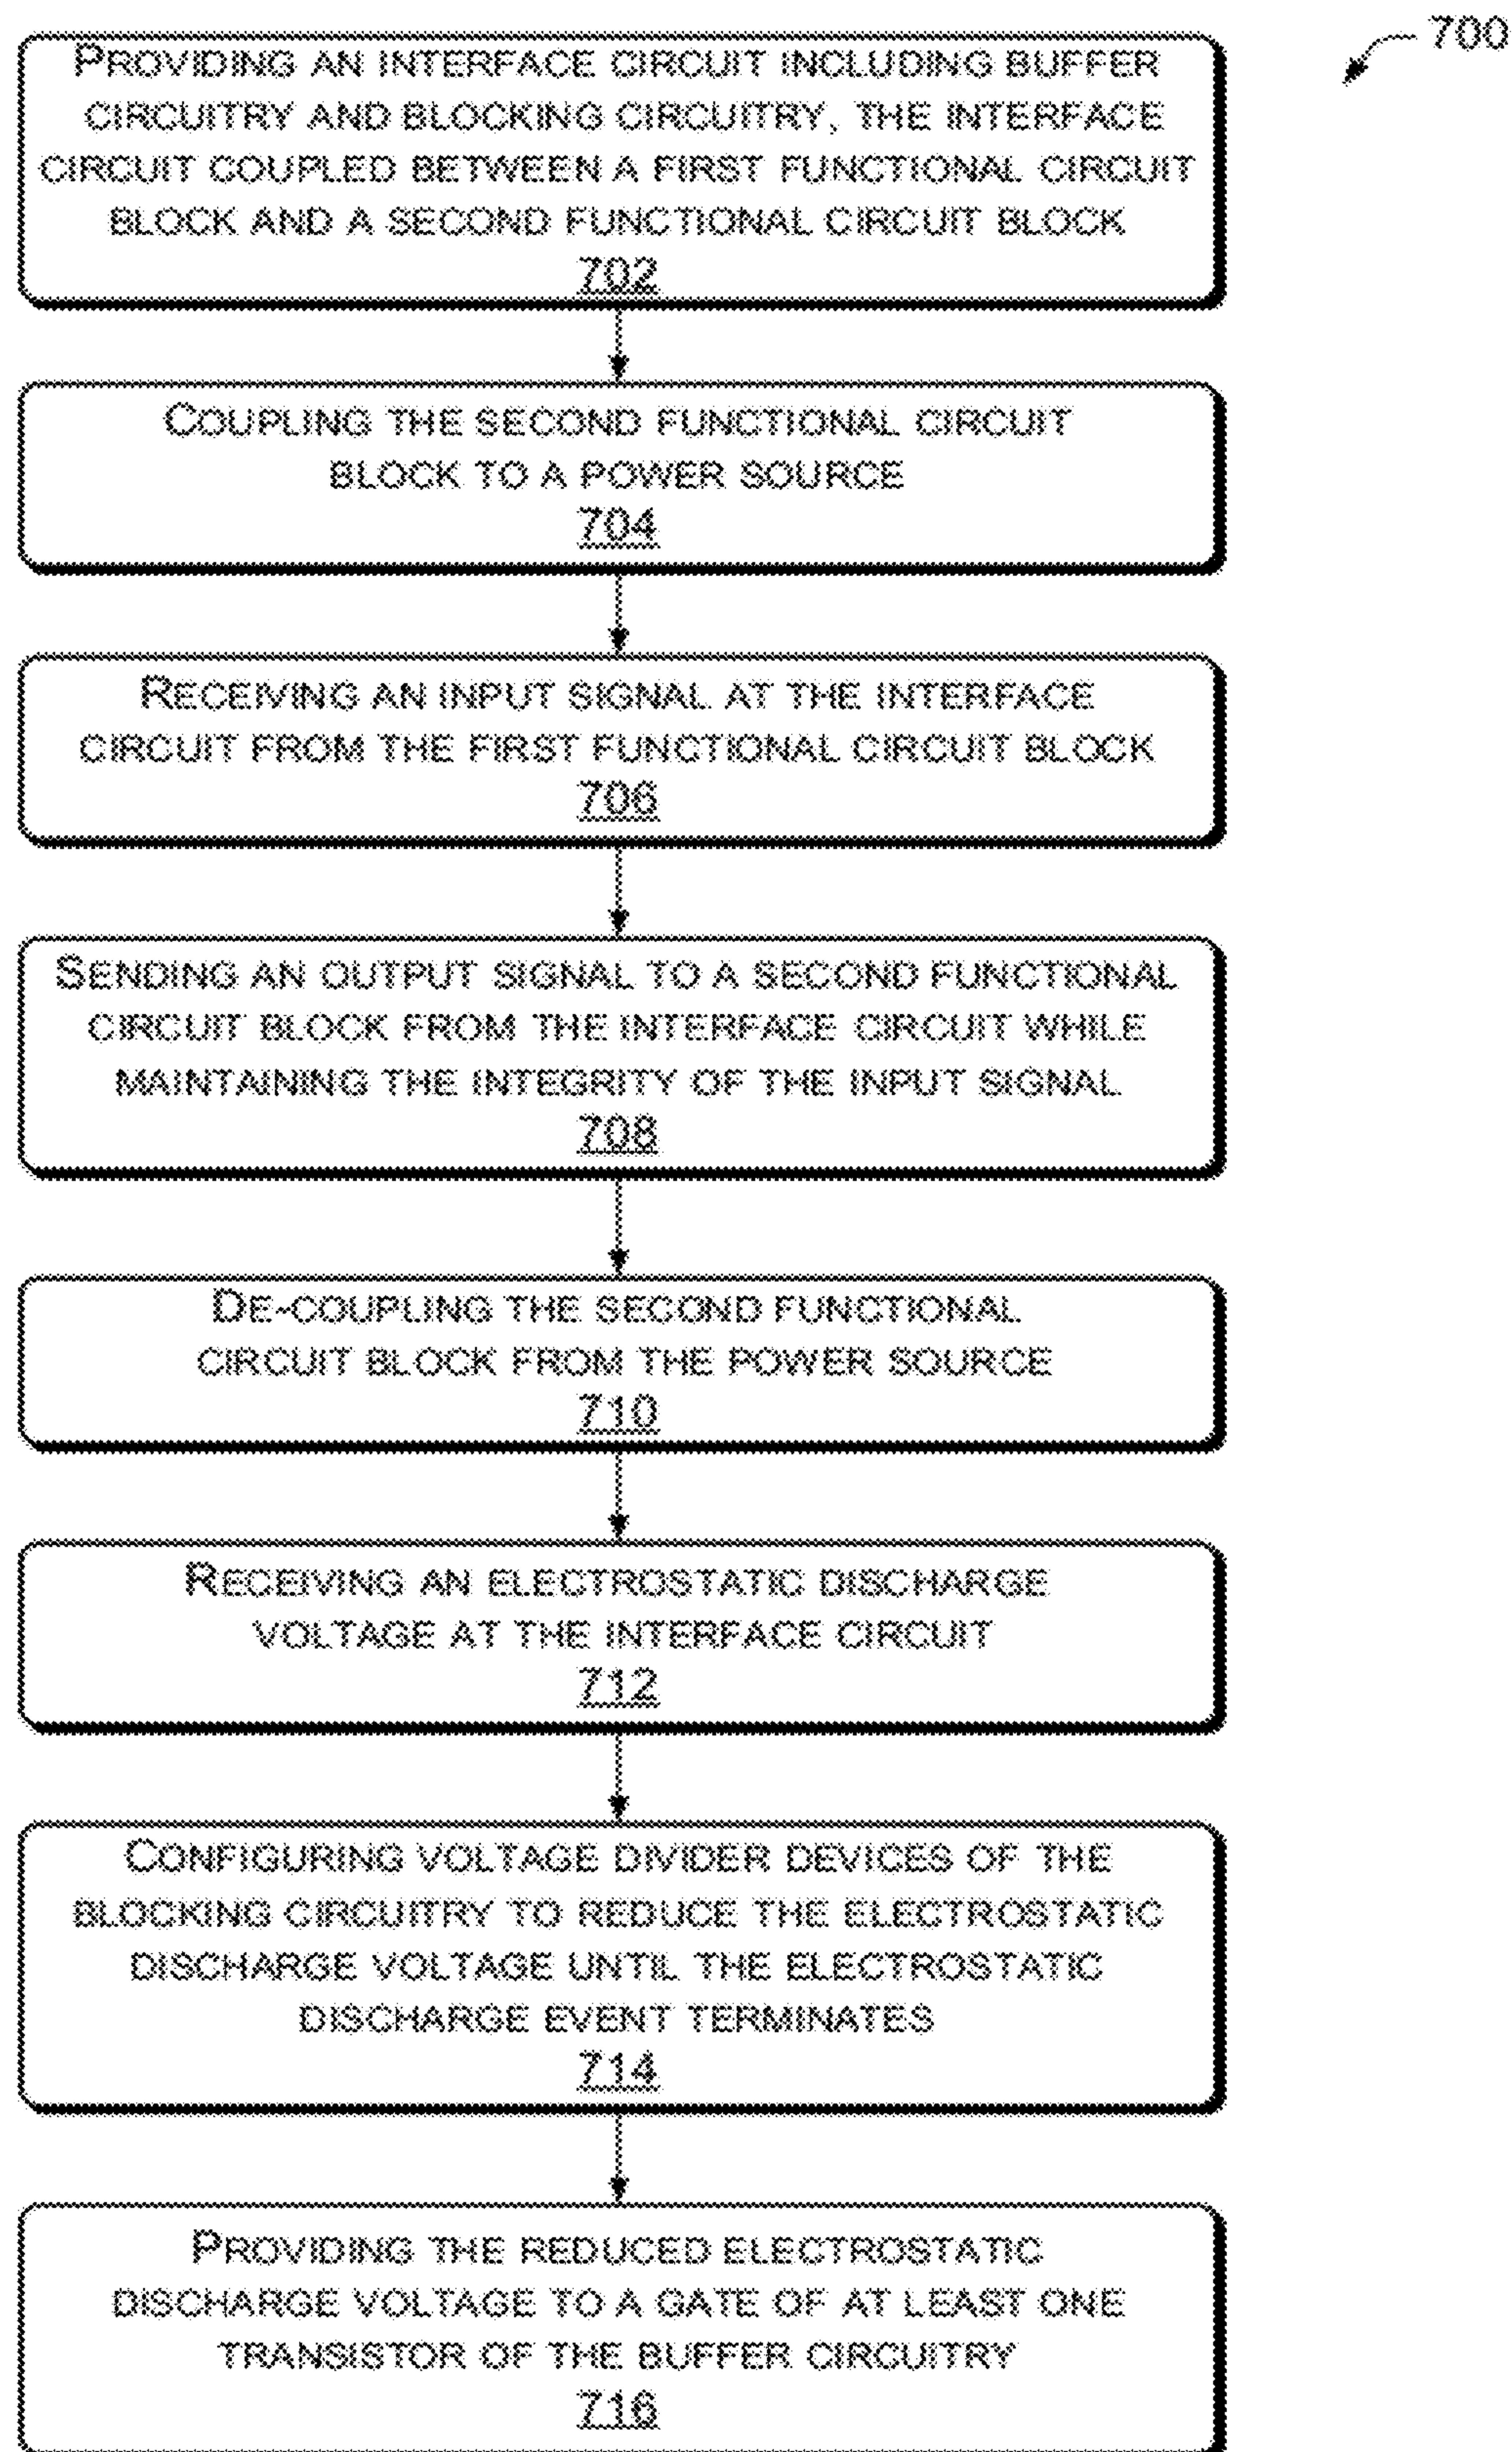 700
PROVIDING AN INTERFACE CIRCUIT INCLUDING BUFFER
CIRCUITRY AND BLOCKING CIRCUITRY, THE INTERFACE
CIRCUIT COUPLED BETWEEN A FIRST FUNCTIONAL CIRCUIT
BLOCK AND A SECOND FUNCTIONAL CIRCUIT BLOCK
702
COUPLING THE SECOND FUNCTIONAL CIRCUIT
BLOCK TO A POWER SOURCE
704
RECEIVING AN INPUT SIGNAL AT THE INTERFACE
CIRCUIT FROM THE FIRST FUNCTIONAL CIRCUIT BLOCK
706
SENDING AN OUTPUT SIGNAL TO A SECOND FUNCTIONAL
CIRCUIT BLOCK FROM THE INTERFACE CIRCUIT WHILE
MAINTAINING THE INTEGRITY OF THE INPUT SIGNAL
708
DE-COUPLING THE SECOND FUNCTIONAL
CIRCUIT BLOCK FROM THE POWER SOURCE
710
RECEIVING AN ELECTROSTATIC DISCHARGE
VOLTAGE AT THE INTERFACE CIRCUIT
712
CONFIGURING VOLTAGE DIVIDER DEVICES OF THE
BLOCKING CIRCUITRY TO REDUCE THE ELECTROSTATIC
DISCHARGE VOLTAGE UNTIL THE ELECTROSTATIC
DISCHARGE EVENT TERMINATES
714
PROVIDING THE REDUCED ELECTROSTATIC
DISCHARGE VOLTAGE TO A GATE OF AT LEAST ONE
TRANSISTOR OF THE BUFFER CIRCUITRY
716